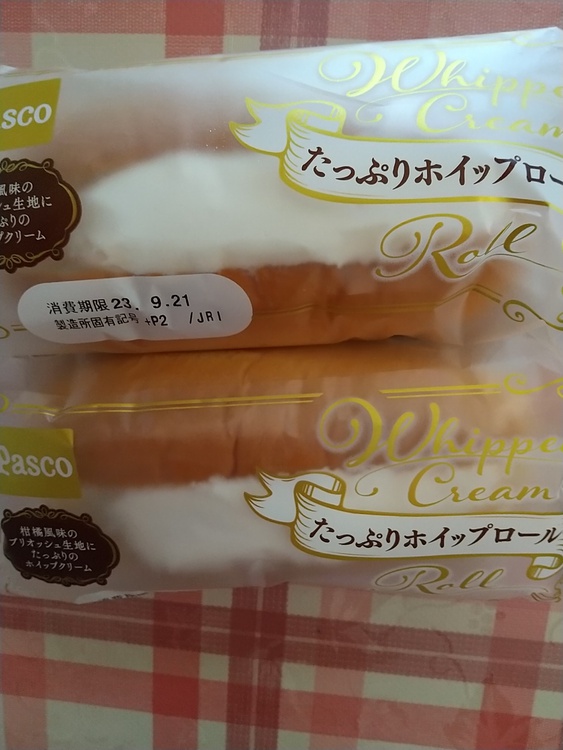 Whippe
sco
Cream
たっぷりホイップロー
風味の
ュ生地に
ぷりの
プクリーム
Roll
消費期限 23. 9.21
製造所固有記号 +P2 /JRI
Whippe
Pasco
Cream
たっぷりホイップロール
柑橘風味の
ブリオッシュ生地に
たっぷりの
ホイップクリーム
Roll